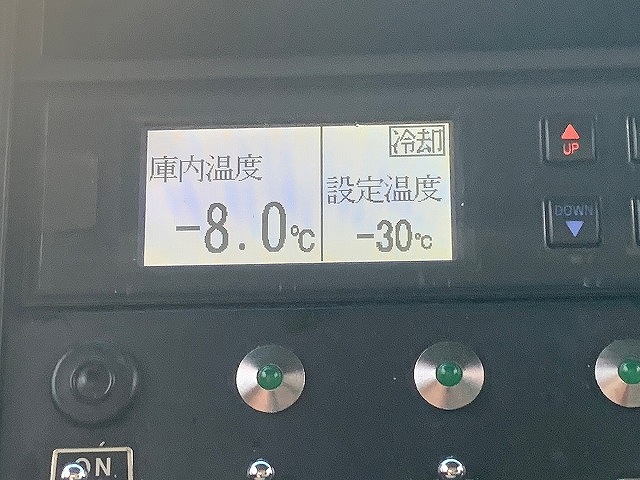 冷却
庫内温度
設定温度
-8.0℃
-30℃
UP
DOWN
ON